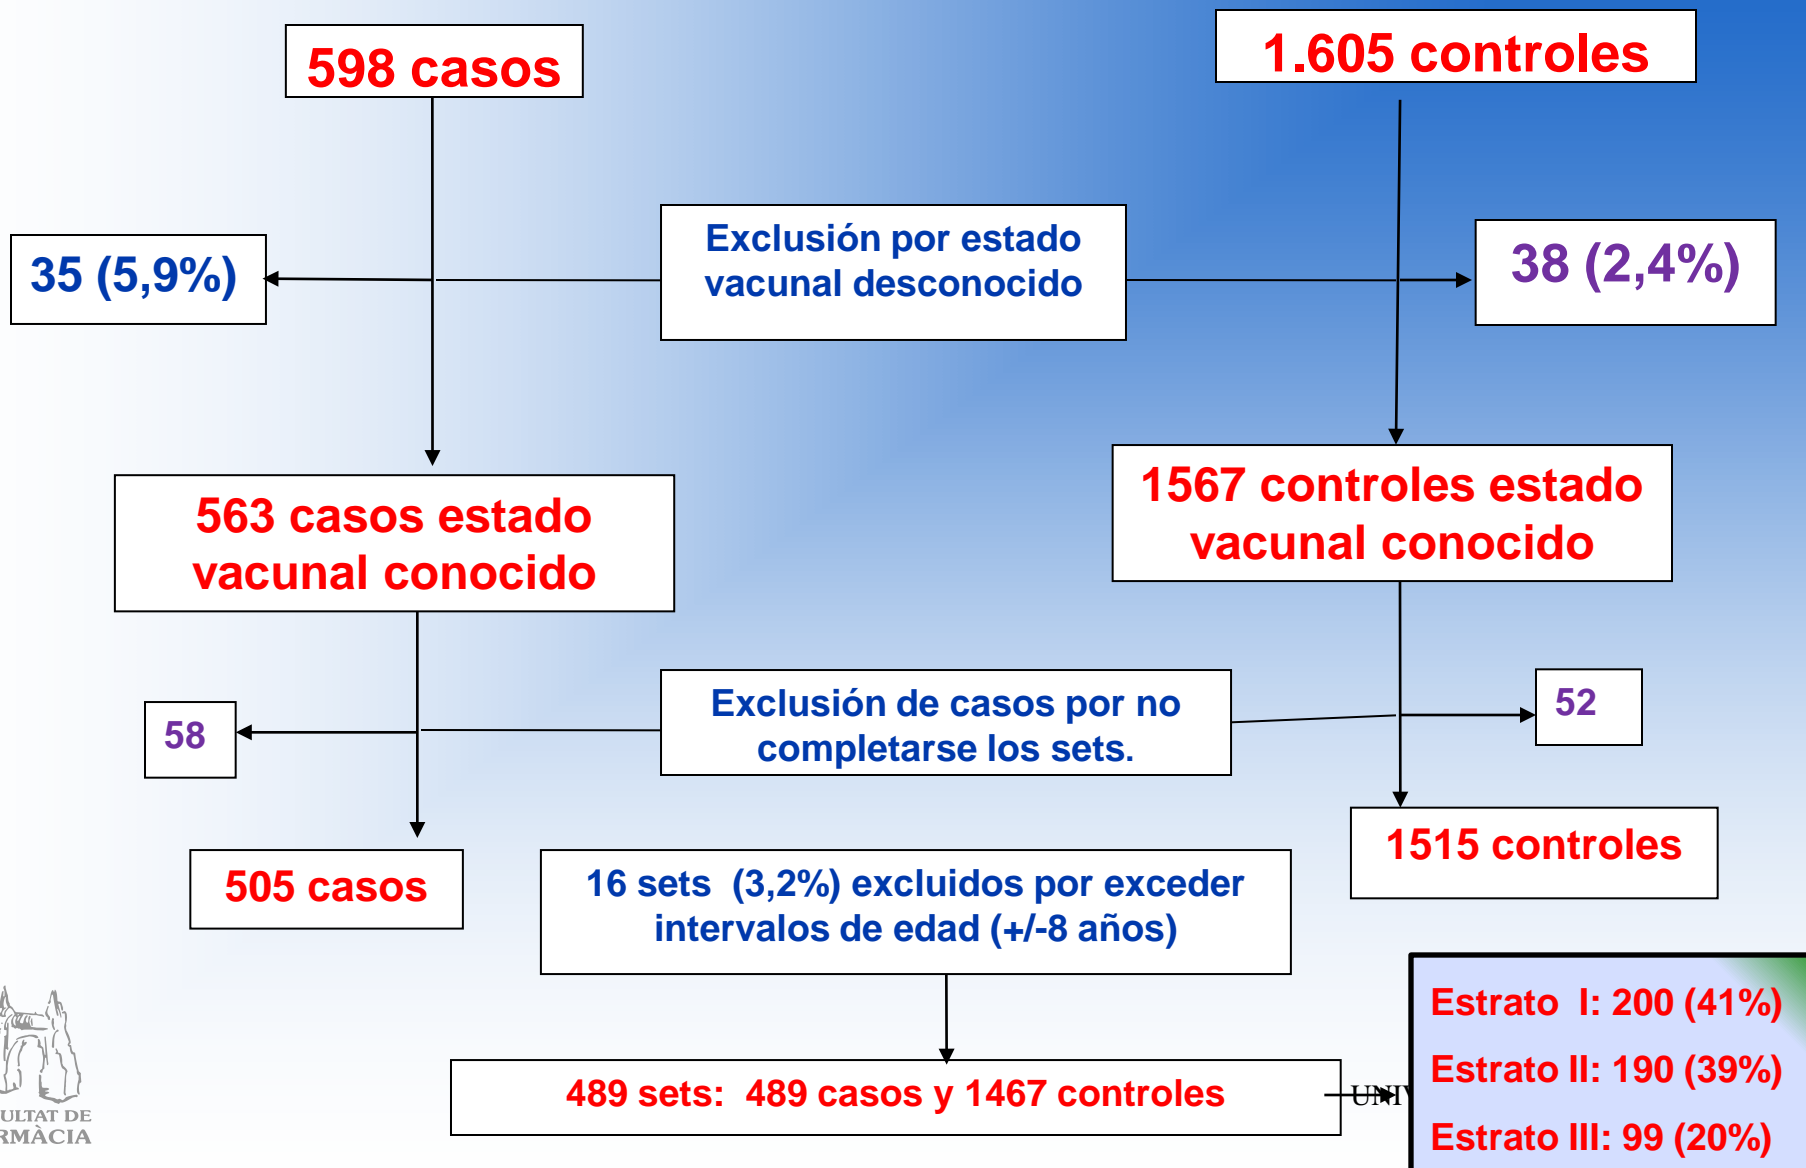 598 casos
1.605 controles
Exclusión por estado
vacunal desconocido
35 (5,9%)
38 (2,4%)
563 casos estado
vacunal conocido
1567 controles estado
vacunal conocido
Exclusión de casos por no
completarse los sets.
58
52
505 casos
1515 controles
16 sets (3,2%) excluidos por exceder
intervalos de edad (+/-8 años)
489 sets: 489 casos y 1467 controles
UNIV
Estrato I: 200 (41%)
Estrato II: 190 (39%)
Estrato III: 99 (20%)
ULTAT DE
RMÀCIA